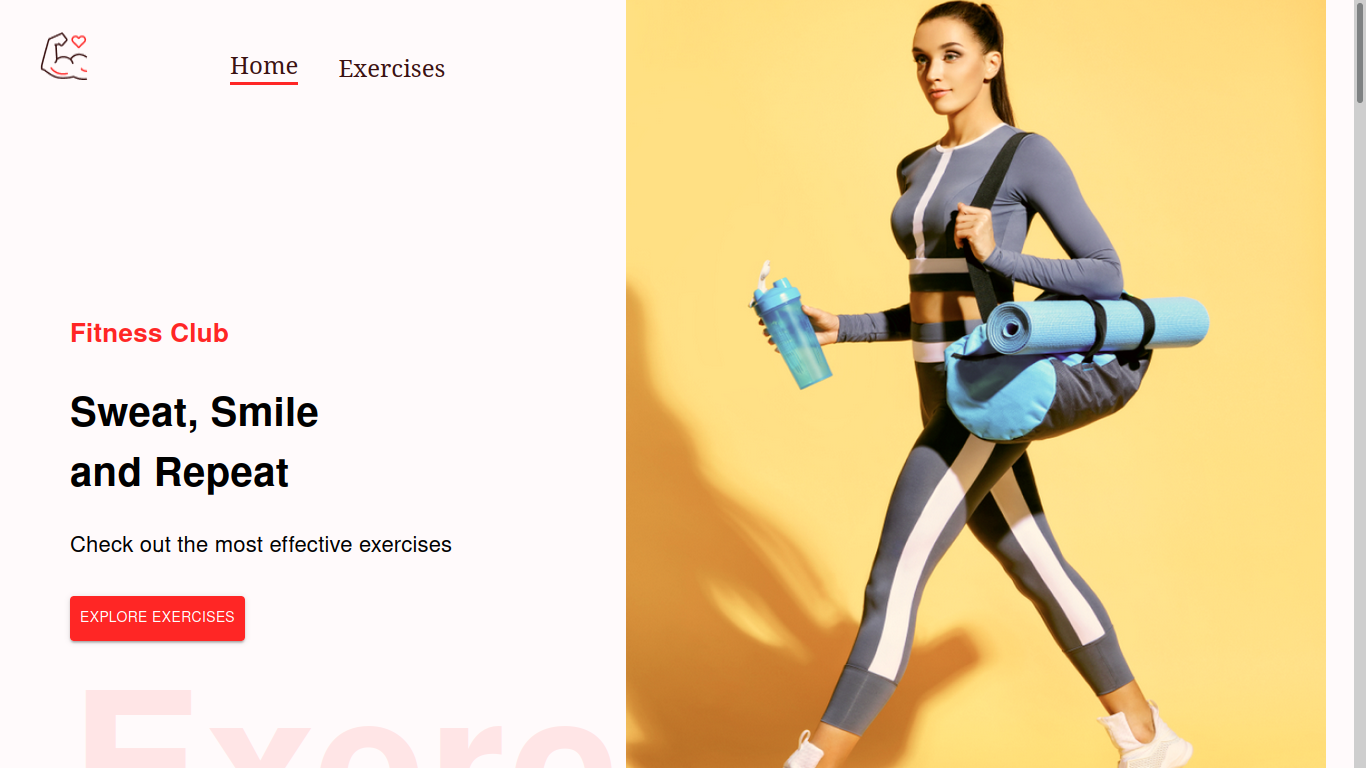 Home
Exercises
Fitness Club
Sweat, Smile
and Repeat
Check out the most effective exercises
EXPLORE EXERCISES
Exerc